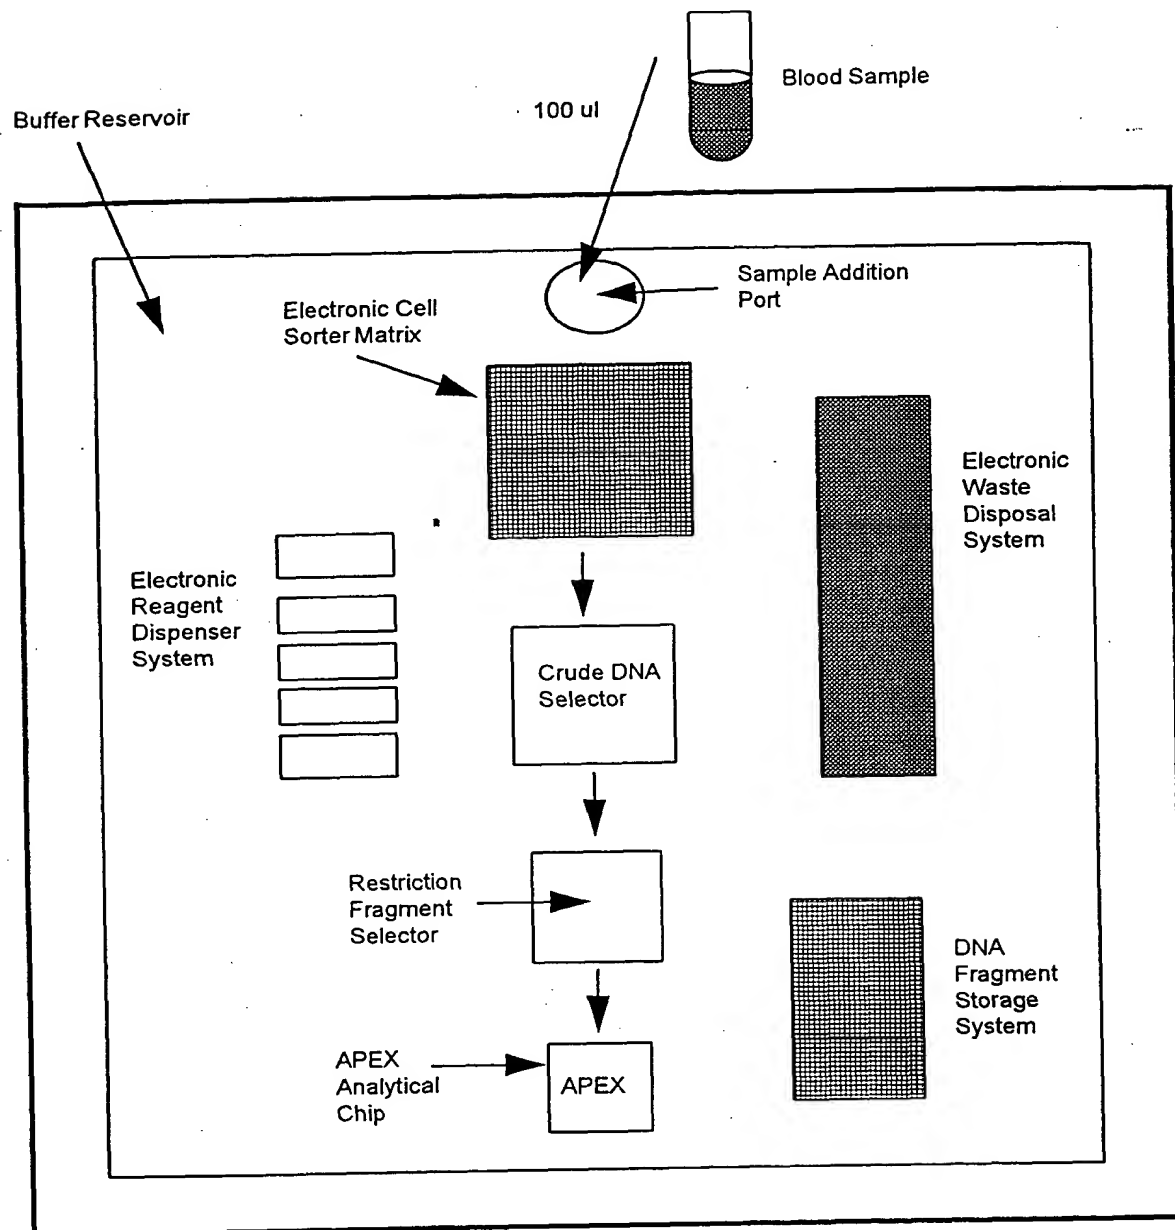 Blood Sample
100 ul
Buffer Reservoir
Sample Addition
Port
Electronic Cell
Sorter Matrix
Electronic
Waste
Disposal
System
Electronic
Reagent
Dispenser
System
Crude DNA
Selector
Restriction
Fragment
Selector
DNA
Fragment
Storage
System
APEX
Analytical
Chip
APEX